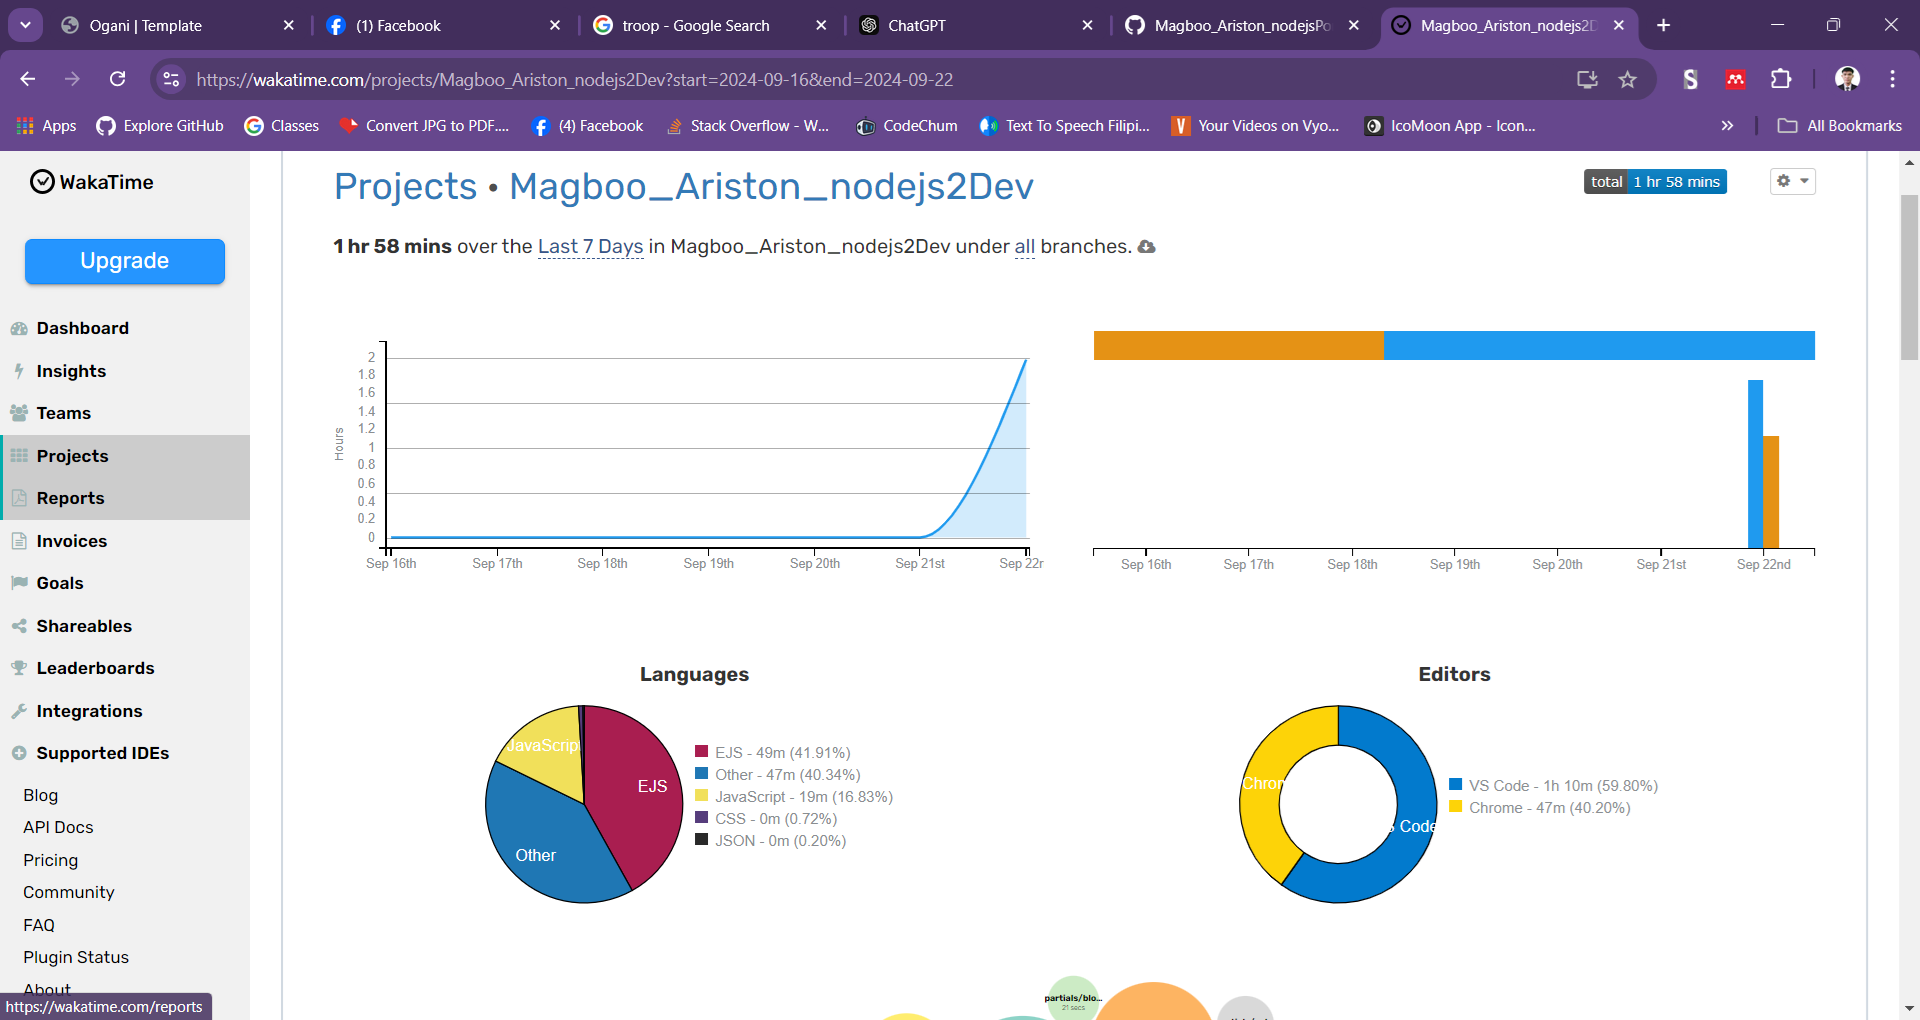 Ogani | Template
(1) Facebook
troop - Google Search
ChatGPT
Magboo_Ariston_nodejsPo
Magboo_Ariston_nodejs2D
https://wakatime.com/projects/Magboo_Ariston_nodejs2Dev?start=2024-09-16&end=2024-09-22
Apps
Explore GitHub
Classes
Convert JPG to PDF....
(4) Facebook
Stack Overflow - W...
CodeChum
Text To Speech Filipi...
Your Videos on Vyo...
IcoMoon App - Icon...
All Bookmarks
WakaTime
Upgrade
Dashboard
Insights
Teams
Projects
Reports
Invoices
Goals
Shareables
Leaderboards
Integrations
Supported IDEs
Blog
API Docs
Pricing
Community
FAQ
Plugin Status
About
https://wakatime.com/reports
Projects • Magboo_Ariston_nodejs2Dev
total 1 hr 58 mins
1 hr 58 mins over the Last 7 Days in Magboo_Ariston_nodejs2Dev under all branches.
Hours
2
1.8
1.6
1.4
1.2
1
0.8
0.6
0.4
0.2
0
Sep 16th Sep 17th Sep 18th Sep 19th Sep 20th Sep 21st Sep 22r
Sep 16th Sep 17th Sep 18th Sep 19th Sep 20th Sep 21st Sep 22nd
Languages
JavaScrip
EJS
Other
EJS - 49m (41.91%)
Other - 47m (40.34%)
JavaScript - 19m (16.83%)
CSS - 0m (0.72%)
JSON - 0m (0.20%)
Editors
Chron
Code
VS Code - 1h 10m (59.80%)
Chrome - 47m (40.20%)
partials/blo...
21 secs